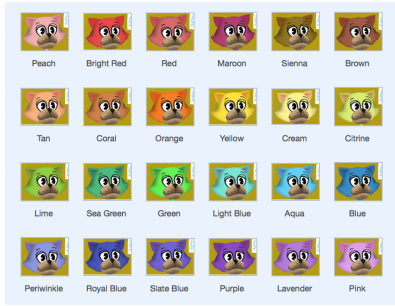 Peach Bright Red Red Maroon Sienna Brown
Tan Coral Orange Yellow Cream Citrine
Lime Sea Green Green Light Blue Aqua Blue
Periwinkle Royal Blue Slate Blue Purple Lavender Pink